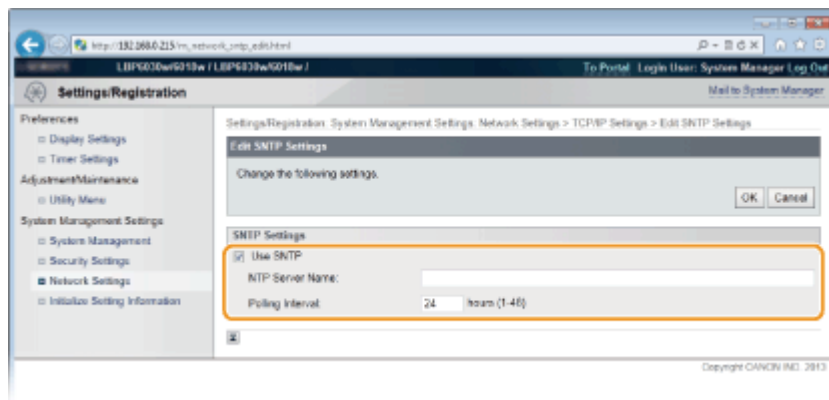 http://192.168.0.215/m_network_sntp_edit.html
LBP6030w/6018w / LBP6030w/6018w /
To Portal Login User: System Manager Log Out
Settings/Registration
Mail to System Manager
Preferences
Display Settings
Timer Settings
Adjustment/Maintenance
Utility Menu
System Management Settings
System Management
Security Settings
Network Settings
Initialize Setting Information
Settings/Registration: System Management Settings: Network Settings > TCP/IP Settings > Edit SNTP Settings
Edit SNTP Settings
Change the following settings.
OK Cancel
SNTP Settings
Use SNTP
NTP Server Name:
Polling Interval: 24 hours (1-48)
Copyright CANON INC. 2013